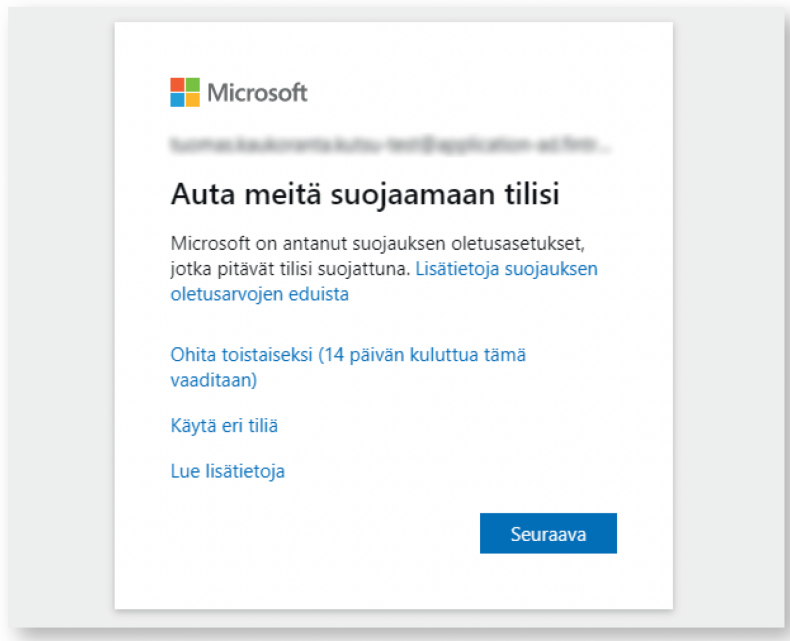 Microsoft
Auta meitä suojaamaan tilisi
Microsoft on antanut suojauksen oletusasetukset,
jotka pitävät tilisi suojattuna. Lisätietoja suojauksen
oletusarvojen eduista
Ohita toistaiseksi (14 päivän kuluttua tämä
vaaditaan)
Käytä eri tiliä
Lue lisätietoja
Seuraava